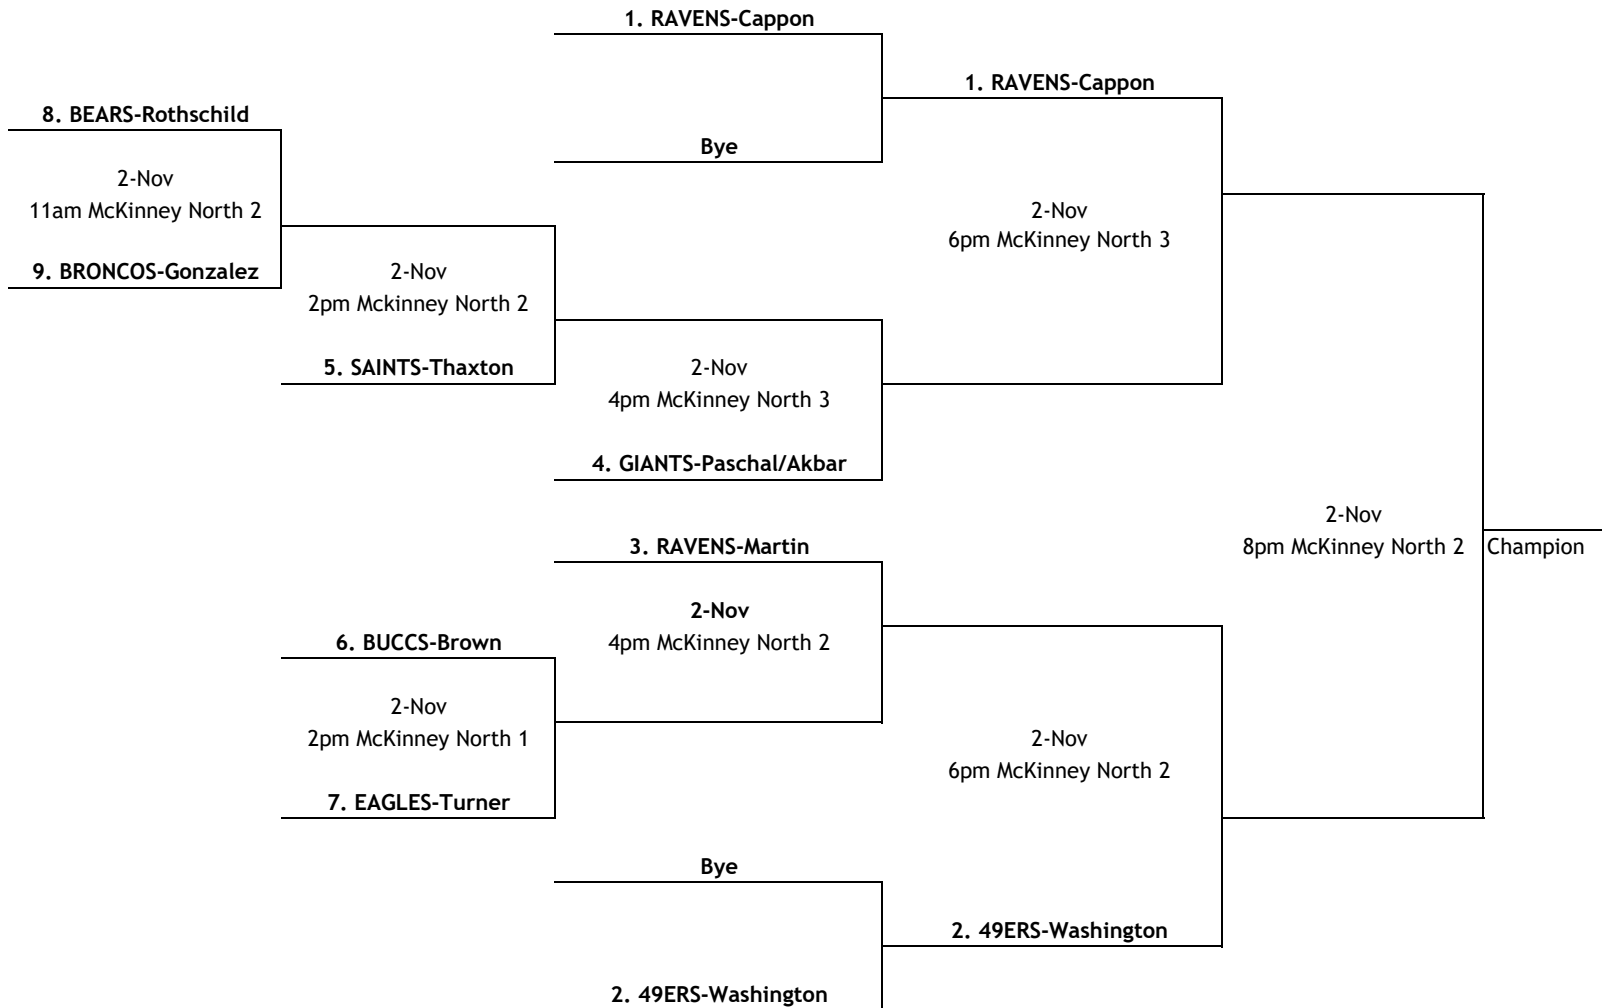 1. RAVENS-Cappon
1. RAVENS-Cappon
8. BEARS-Rothschild
Bye
2-Nov
11am McKinney North 2
2-Nov
6pm McKinney North 3
9. BRONCOS-Gonzalez
2-Nov
2pm Mckinney North 2
5. SAINTS-Thaxton
2-Nov
4pm McKinney North 3
4. GIANTS-Paschal/Akbar
2-Nov
8pm McKinney North 2
Champion
3. RAVENS-Martin
2-Nov
4pm McKinney North 2
6. BUCCS-Brown
2-Nov
2pm McKinney North 1
2-Nov
6pm McKinney North 2
7. EAGLES-Turner
Bye
2. 49ERS-Washington
2. 49ERS-Washington